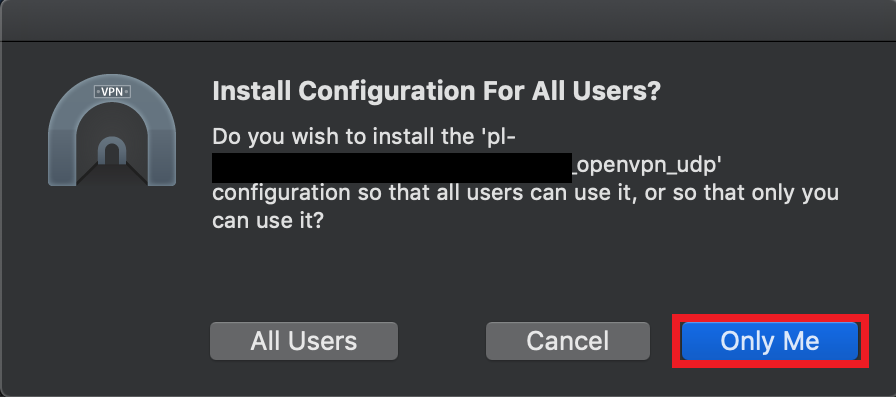 VPN
Install Configuration For All Users?
Do you wish to install the 'pl-
_openvpn_udp'
configuration so that all users can use it, or so that only you
can use it?
All Users
Cancel
Only Me